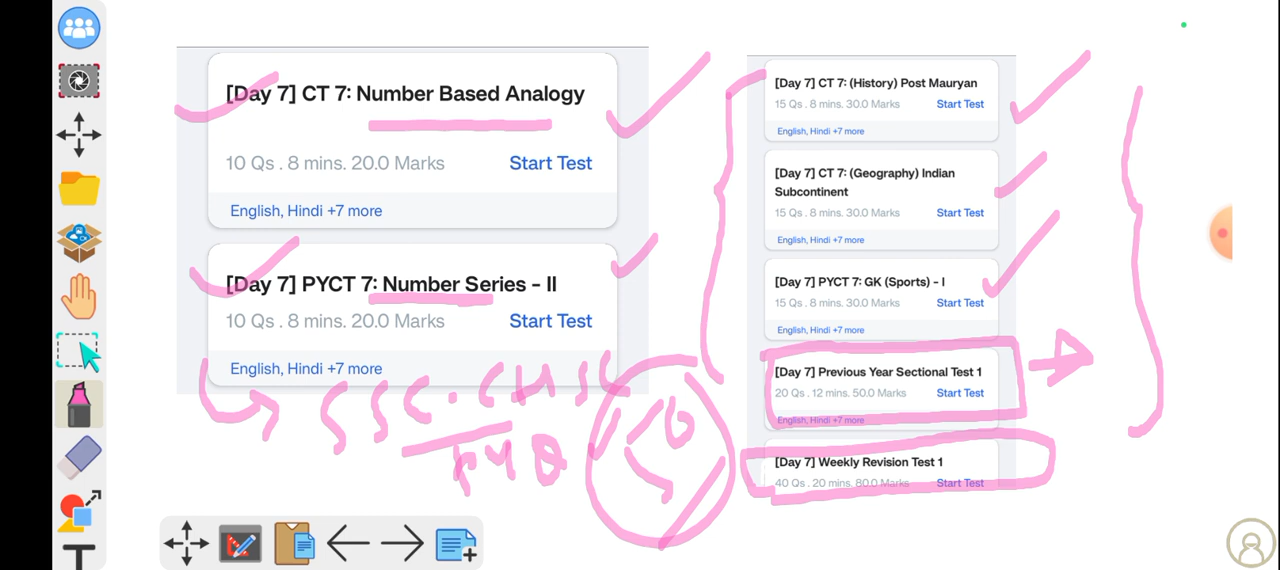 [Day 7] CT 7: Number Based Analogy
10 Qs . 8 mins. 20.0 Marks Start Test
English, Hindi +7 more
[Day 7] PYCT 7: Number Series - II
10 Qs . 8 mins. 20.0 Marks Start Test
English, Hindi +7 more
SSC. CHSL
PYQ
[Day 7] CT 7: (History) Post Mauryan
15 Qs . 8 mins. 30.0 Marks Start Test
English, Hindi +7 more
[Day 7] CT 7: (Geography) Indian
Subcontinent
15 Qs . 8 mins. 30.0 Marks Start Test
English, Hindi +7 more
[Day 7] PYCT 7: GK (Sports) - I
15 Qs . 8 mins. 30.0 Marks Start Test
English, Hindi +7 more
[Day 7] Previous Year Sectional Test 1
20 Qs . 12 mins. 50.0 Marks Start Test
English, Hindi +7 more
[Day 7] Weekly Revision Test 1
40 Qs . 20 mins. 80.0 Marks Start Test
T